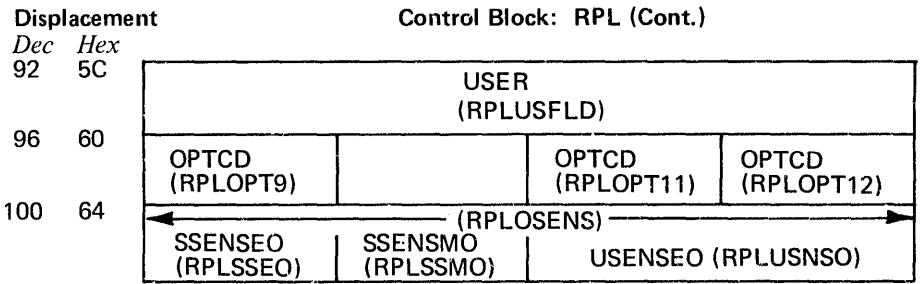 Displacement Control Block: RPL (Cont.)
Dec Hex
92 5C USER
(RPLUSFLD)
96 60 OPTCD OPTCD OPTCD
(RPLOPT9) (RPLOPT11) (RPLOPT12)
100 64 (RPLOSENS)
SSENSEO SSENSMO USENSEO (RPLUSNSO)
(RPLSSEO) (RPLSSMO)